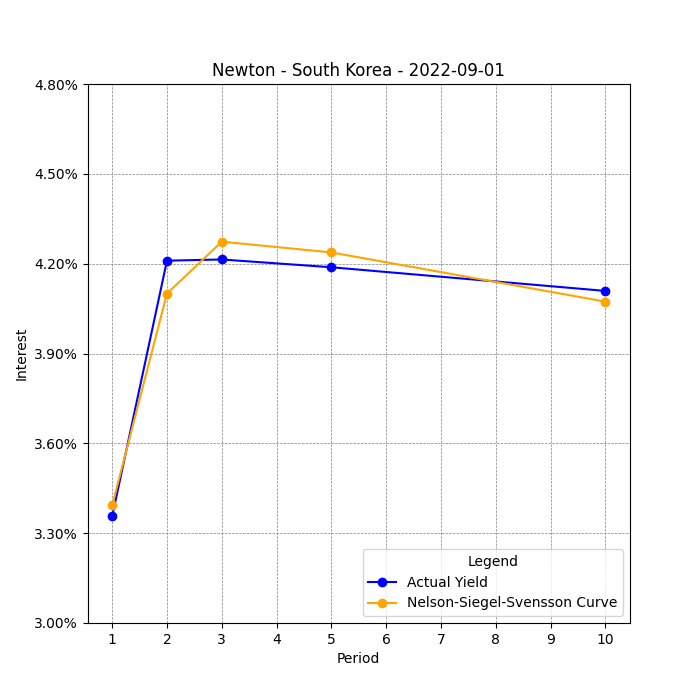 Newton - South Korea - 2022-09-01
4.80%
4.50%
4.20%
3.90%
3.60%
3.30%
3.00%
Interest
1 2 3 4 5 6 7 8 9 10
Period
Legend
Actual Yield
Nelson-Siegel-Svensson Curve